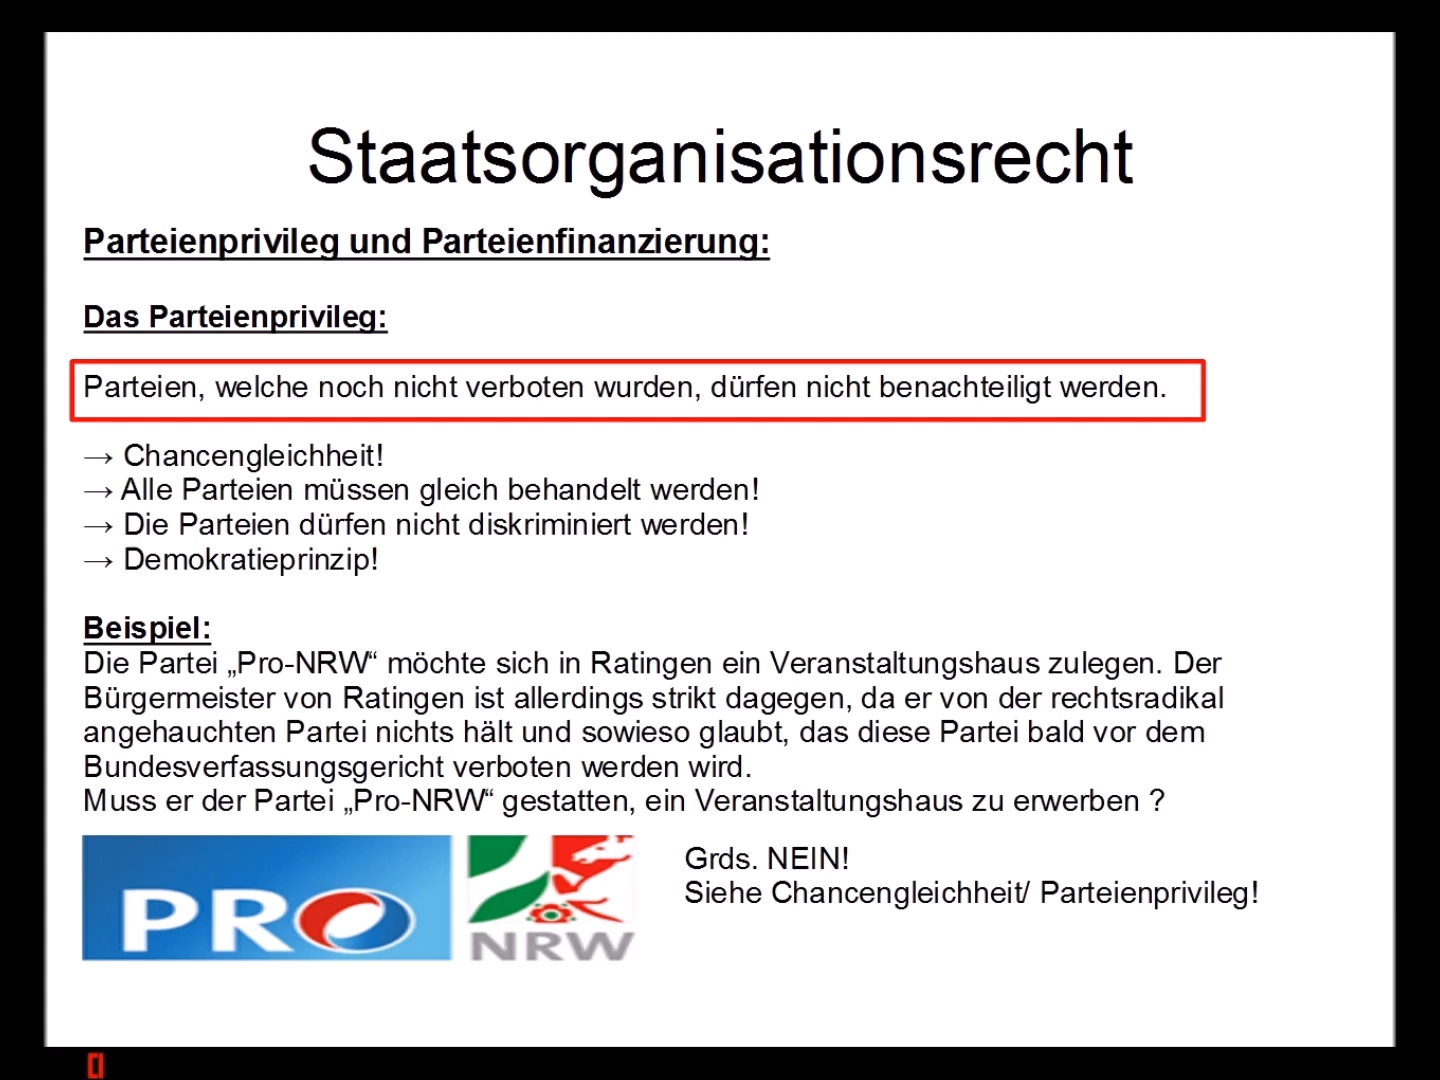 Staatsorganisationsrecht
Parteienprivileg und Parteienfinanzierung:
Das Parteienprivileg:
Parteien, welche noch nicht verboten wurden, dürfen nicht benachteiligt werden.
→ Chancengleichheit!
→ Alle Parteien müssen gleich behandelt werden!
→ Die Parteien dürfen nicht diskriminiert werden!
→ Demokratieprinzip!
Beispiel:
Die Partei „Pro-NRW“ möchte sich in Ratingen ein Veranstaltungshaus zulegen. Der
Bürgermeister von Ratingen ist allerdings strikt dagegen, da er von der rechtsradikal
angehauchten Partei nichts hält und sowieso glaubt, das diese Partei bald vor dem
Bundesverfassungsgericht verboten werden wird.
Muss er der Partei „Pro-NRW“ gestatten, ein Veranstaltungshaus zu erwerben ?
PRO NRW
Grds. NEIN!
Siehe Chancengleichheit/ Parteienprivileg!